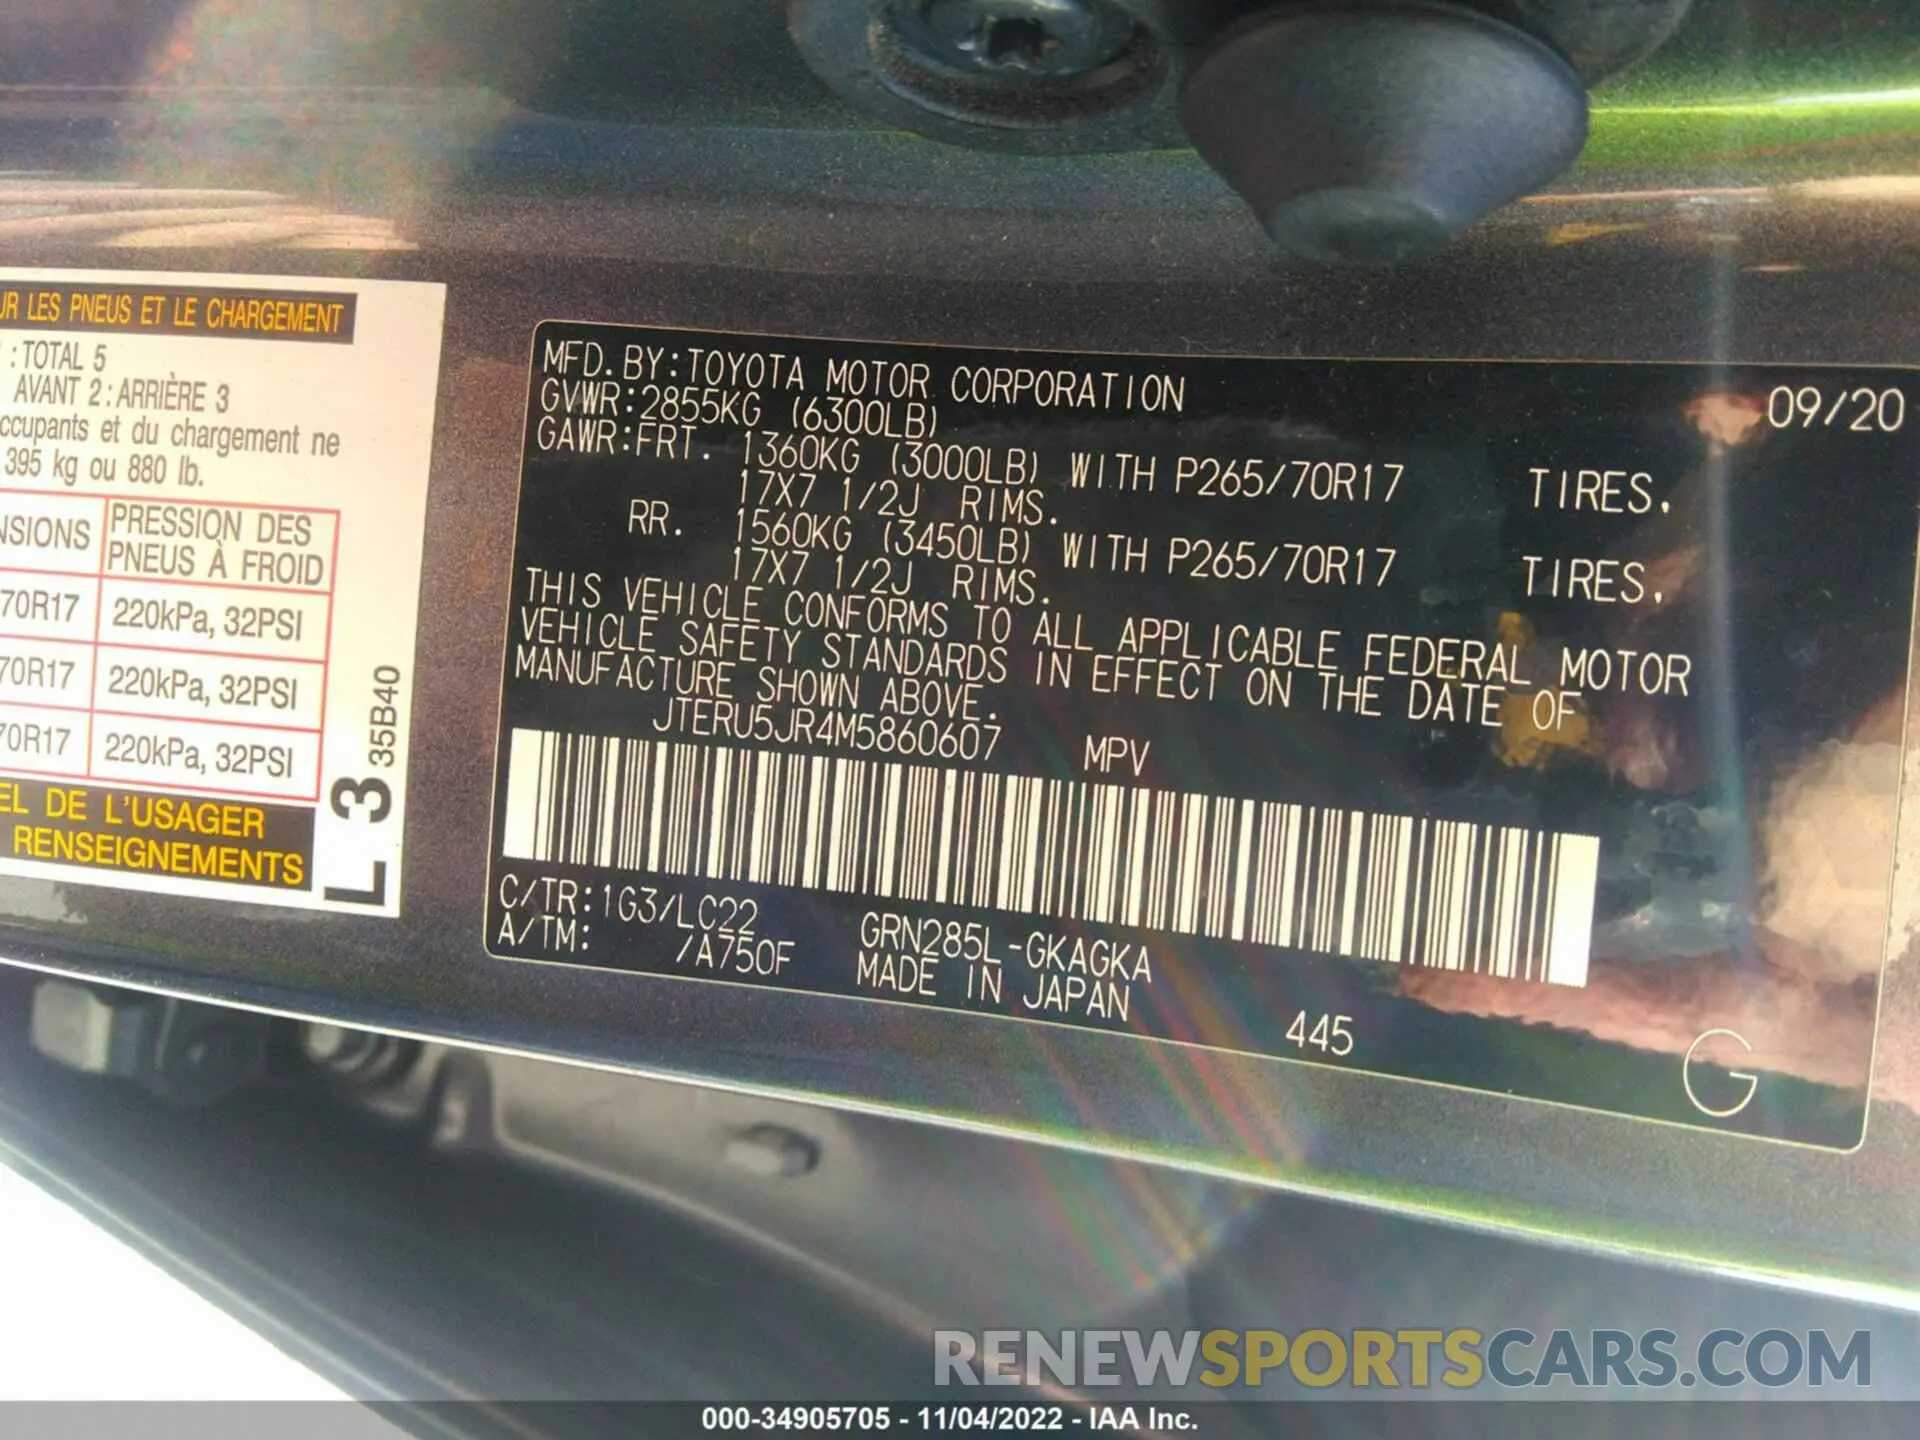 UR LES PNEUS ET LE CHARGEMENT
: TOTAL 5
AVANT 2 : ARRIÈRE 3
ccupants et du chargement ne
395 kg ou 880 lb.
NSIONS PRESSION DES PNEUS À FROID
70R17 220kPa, 32PSI
70R17 220kPa, 32PSI
70R17 220kPa, 32PSI
EL DE L'USAGER
RENSEIGNEMENTS
L 3 35B40
MFD. BY: TOYOTA MOTOR CORPORATION 09/20
GVWR: 2855KG (6300LB)
GAWR: FRT. 1360KG (3000LB) WITH P265/70R17 TIRES,
17X7 1/2J RIMS.
RR. 1560KG (3450LB) WITH P265/70R17 TIRES,
17X7 1/2J RIMS.
THIS VEHICLE CONFORMS TO ALL APPLICABLE FEDERAL MOTOR
VEHICLE SAFETY STANDARDS IN EFFECT ON THE DATE OF
MANUFACTURE SHOWN ABOVE.
JTERU5JR4M5860607 MPV
C/TR: 1G3/LC22 GRN285L-GKAGKA
A/TM: /A750F MADE IN JAPAN
445
G
RENEWSPORTSCARS.COM
000-34905705 - 11/04/2022 - IAA Inc.